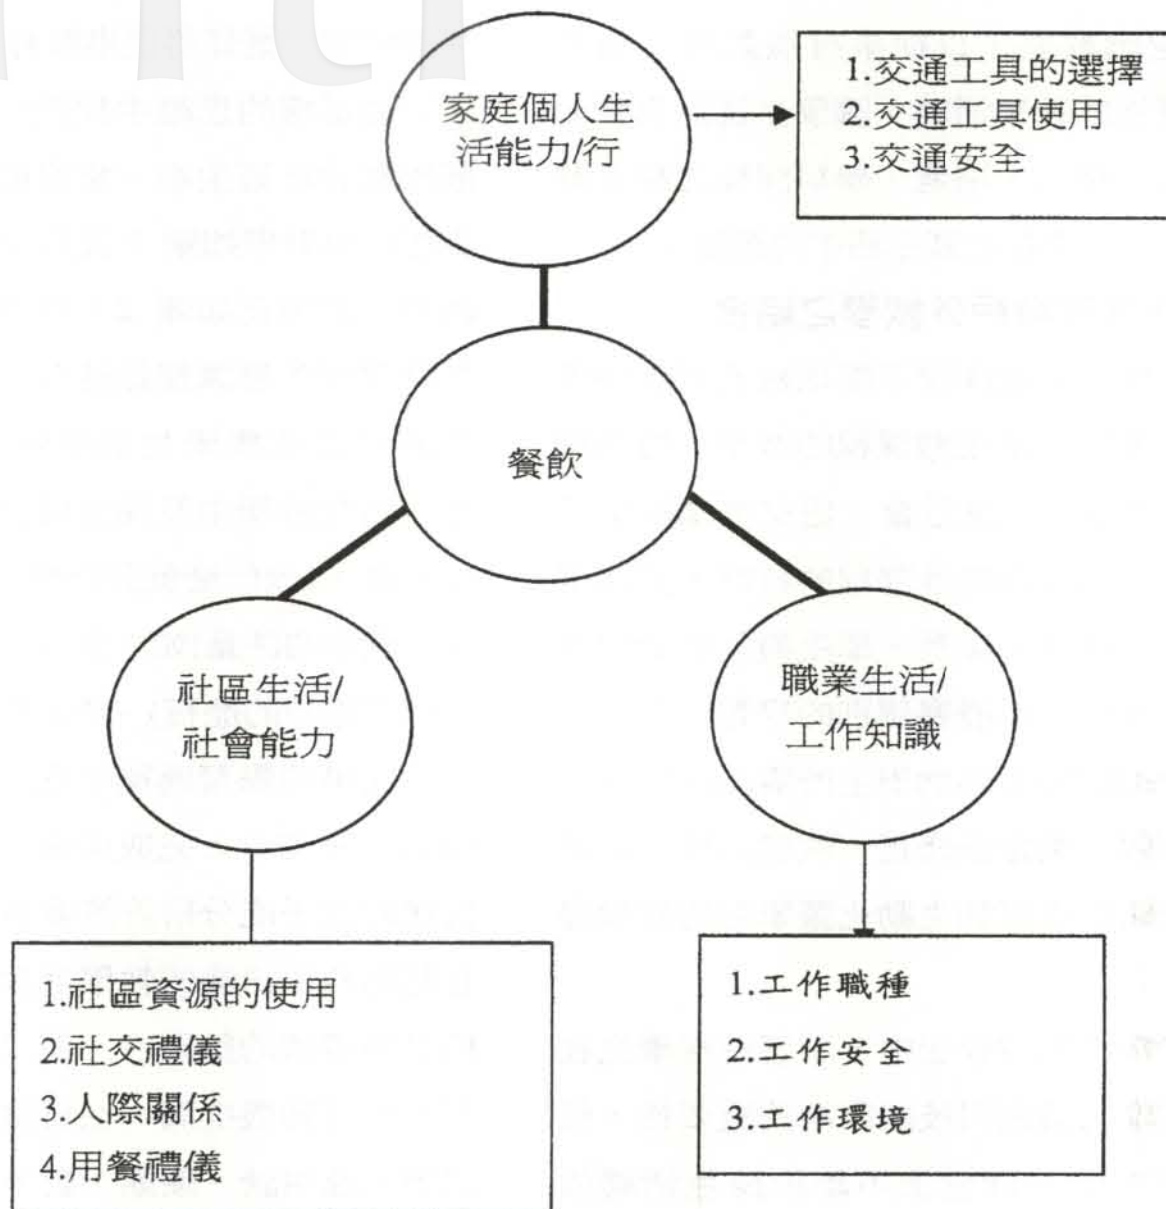 家庭個人生
活能力/行
1.交通工具的選擇
2.交通工具使用
3.交通安全
餐飲
社區生活/
社會能力
職業生活/
工作知識
1.社區資源的使用
2.社交禮儀
3.人際關係
4.用餐禮儀
1.工作職種
2.工作安全
3.工作環境